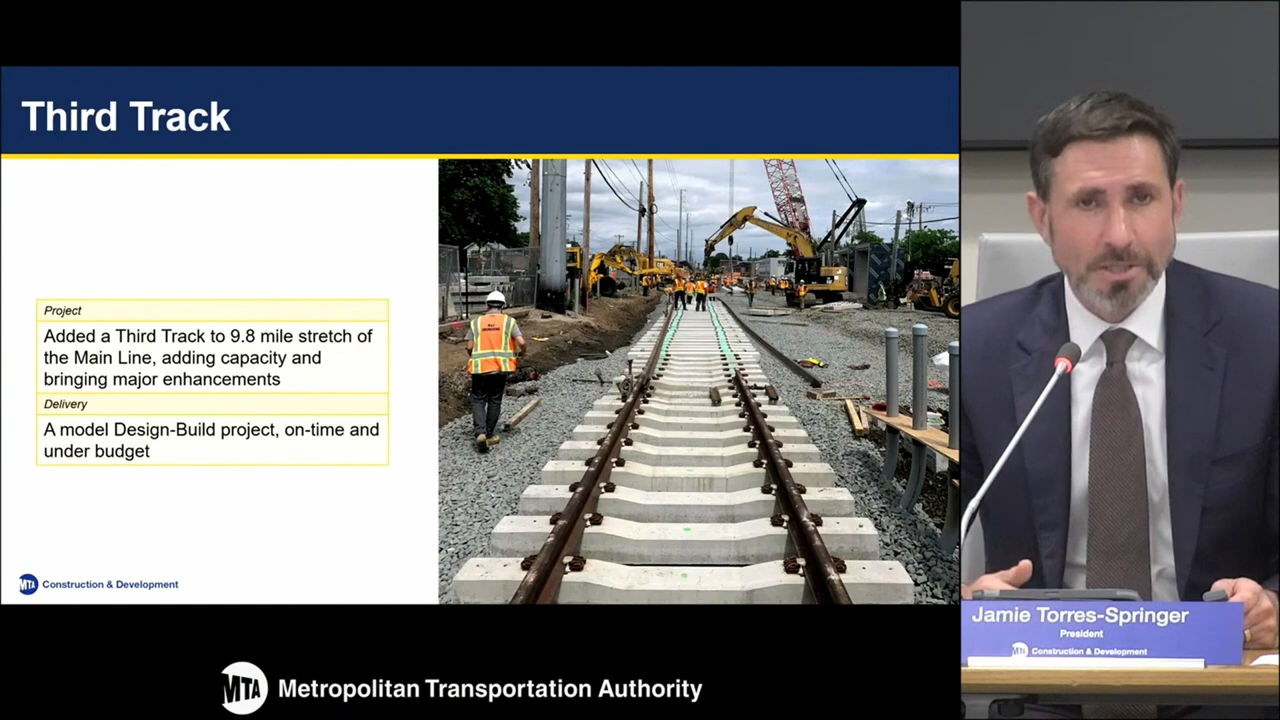 Third Track
Project
Added a Third Track to 9.8 mile stretch of
the Main Line, adding capacity and
bringing major enhancements
Delivery
A model Design-Build project, on-time and
under budget
MTA Construction & Development
Jamie Torres-Springer
President
MTA Construction & Development
MTA Metropolitan Transportation Authority